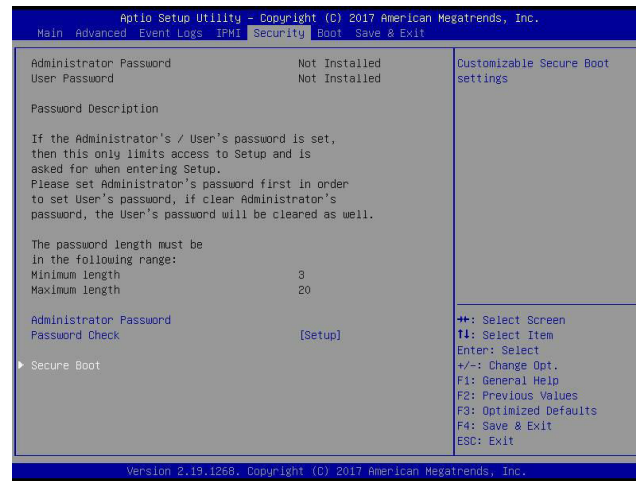 Aptio Setup Utility – Copyright (C) 2017 American Megatrends, Inc.
Main Advanced Event Logs IPMI Security Boot Save & Exit
Administrator Password Not Installed
User Password Not Installed
Password Description
If the Administrator's / User's password is set,
then this only limits access to Setup and is
asked for when entering Setup.
Please set Administrator's password first in order
to set User's password, if clear Administrator's
password, the User's password will be cleared as well.
The password length must be
in the following range:
Minimum length 3
Maximum length 20
Administrator Password
Password Check [Setup]
Secure Boot
Customizable Secure Boot
settings
→←: Select Screen
↑↓: Select Item
Enter: Select
+/-: Change Opt.
F1: General Help
F2: Previous Values
F3: Optimized Defaults
F4: Save & Exit
ESC: Exit
Version 2.19.1268. Copyright (C) 2017 American Megatrends, Inc.